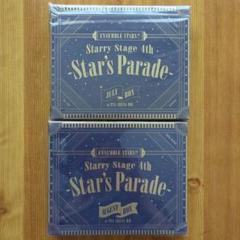 ENSEMBLE STARS!!
Starry Stage 4th
-Star's Parade-
JULY BOX
ENSEMBLE STARS!!
Starry Stage 4th
-Star's Parade-
AUGUST BOX